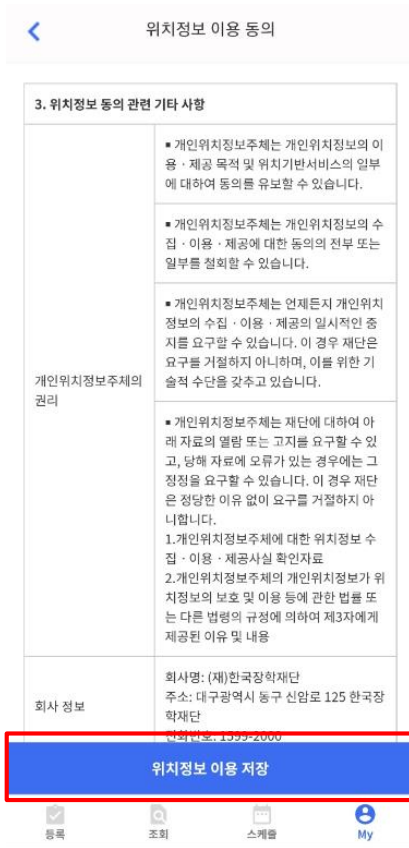 위치정보 이용 동의
3. 위치정보 동의 관련 기타 사항
개인위치정보주체의
권리
▪ 개인위치정보주체는 개인위치정보의 이
용 · 제공 목적 및 위치기반서비스의 일부
에 대하여 동의를 유보할 수 있습니다.
▪ 개인위치정보주체는 개인위치정보의 수
집 · 이용 · 제공에 대한 동의의 전부 또는
일부를 철회할 수 있습니다.
▪ 개인위치정보주체는 언제든지 개인위치
정보의 수집 · 이용 · 제공의 일시적인 중
지를 요구할 수 있습니다. 이 경우 재단은
요구를 거절하지 아니하며, 이를 위한 기
술적 수단을 갖추고 있습니다.
▪ 개인위치정보주체는 재단에 대하여 아
래 자료의 열람 또는 고지를 요구할 수 있
고, 당해 자료에 오류가 있는 경우에는 그
정정을 요구할 수 있습니다. 이 경우 재단
은 정당한 이유 없이 요구를 거절하지 아
니합니다.
1.개인위치정보주체에 대한 위치정보 수
집 · 이용 · 제공사실 확인자료
2.개인위치정보주체의 개인위치정보가 위
치정보의 보호 및 이용 등에 관한 법률 또
는 다른 법령의 규정에 의하여 제3자에게
제공된 이유 및 내용
회사 정보
회사명: (재)한국장학재단
주소: 대구광역시 동구 신암로 125 한국장
학재단
전화번호: 1599-2000
위치정보 이용 저장
등록
조회
스케줄
My